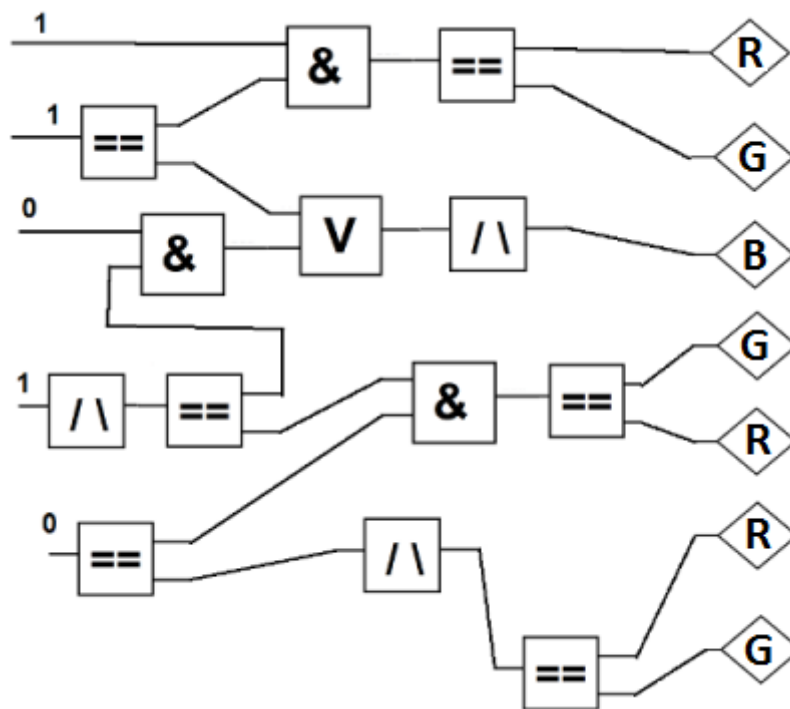 1
& == R
1
== G
0
& V / \ B
G
1 / \ == & ==
R
0
== / \ R
== G